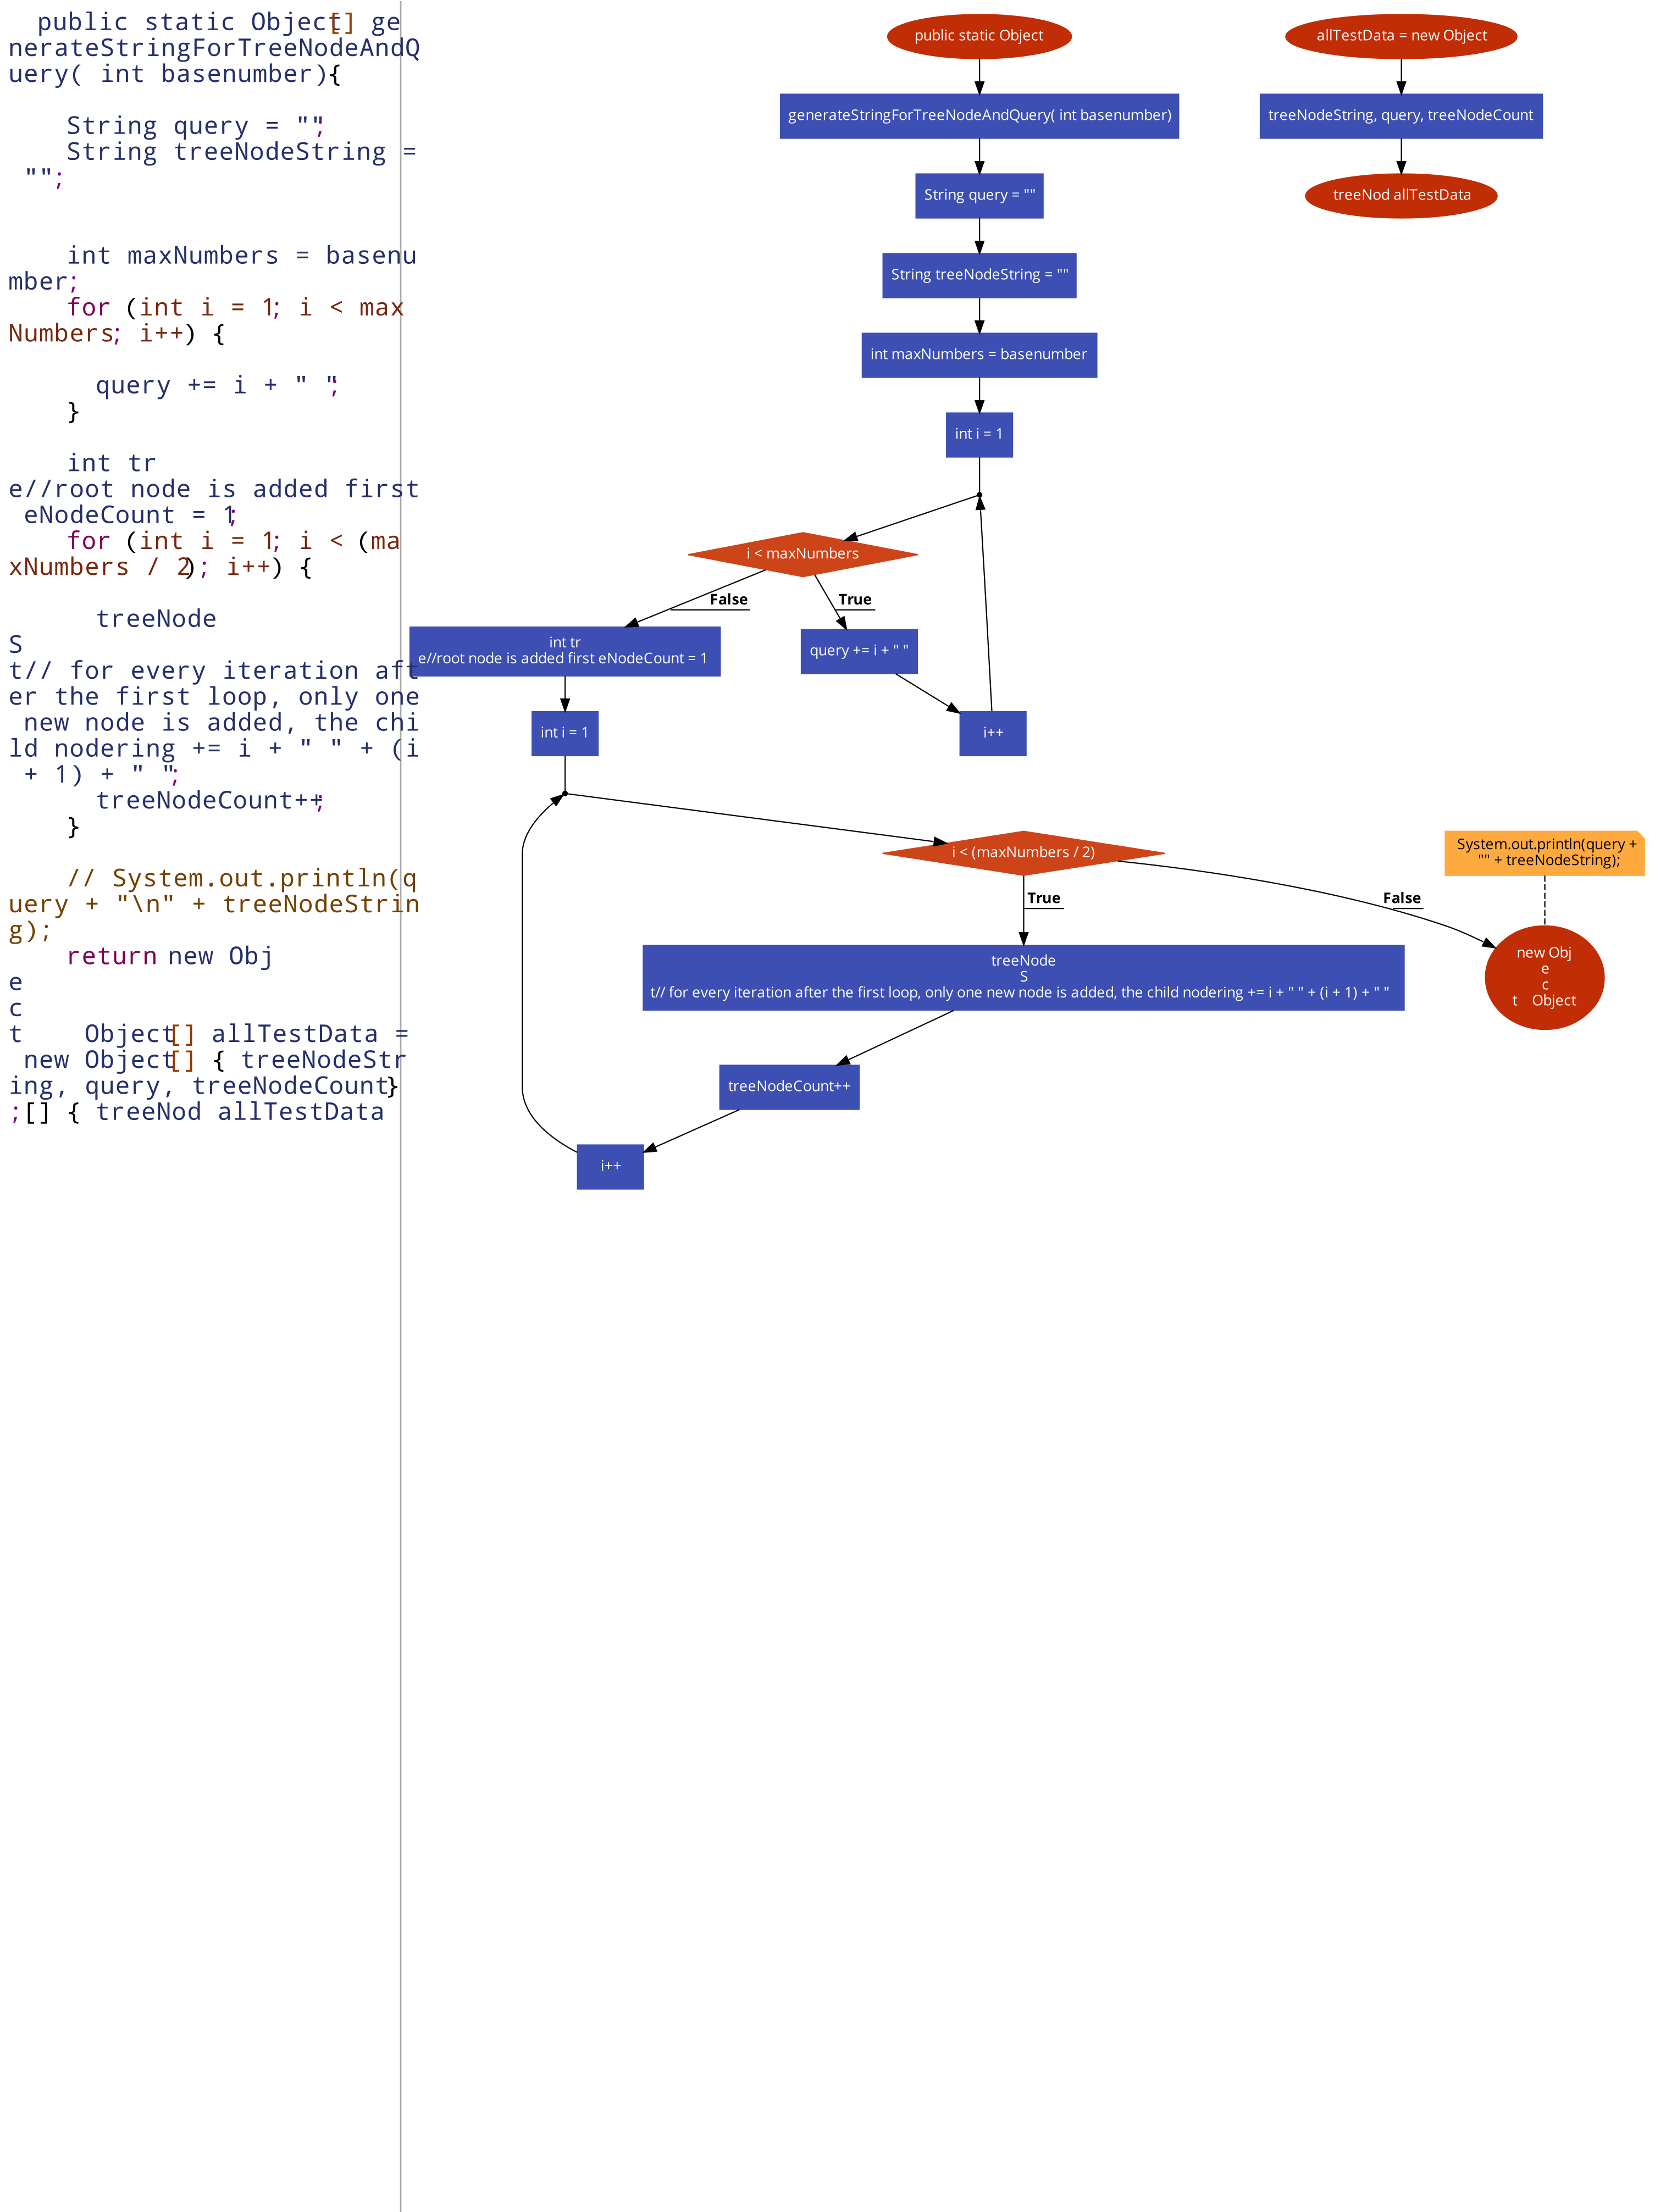 public static Object[] ge
nerateStringForTreeNodeAndQ
uery( int basenumber){
String query = "";
String treeNodeString =
"";
int maxNumbers = basenu
mber;
for (int i = 1; i < max
Numbers; i++) {
query += i + " ";
}
int tr
e//root node is added first
eNodeCount = 1;
for (int i = 1; i < (ma
xNumbers / 2); i++) {
treeNode
S
t// for every iteration aft
er the first loop, only one
new node is added, the chi
ld nodering += i + " " + (i
+ 1) + " ";
treeNodeCount++;
}
// System.out.println(q
uery + "\n" + treeNodeStrin
g);
return new Obj
e
c
t Object[] allTestData =
new Object[] { treeNodeStr
ing, query, treeNodeCount}
;[] { treeNod allTestData
public static Object
generateStringForTreeNodeAndQuery( int basenumber)
String query = ""
String treeNodeString = ""
int maxNumbers = basenumber
int i = 1
i < maxNumbers
False
True
int tr
e//root node is added first eNodeCount = 1
query += i + " "
int i = 1
i++
i < (maxNumbers / 2)
True
False
treeNode
S
t// for every iteration after the first loop, only one new node is added, the child nodering += i + " " + (i + 1) + " "
treeNodeCount++
i++
System.out.println(query +
"" + treeNodeString);
new Obj
e
c
t Object
allTestData = new Object
treeNodeString, query, treeNodeCount
treeNod allTestData